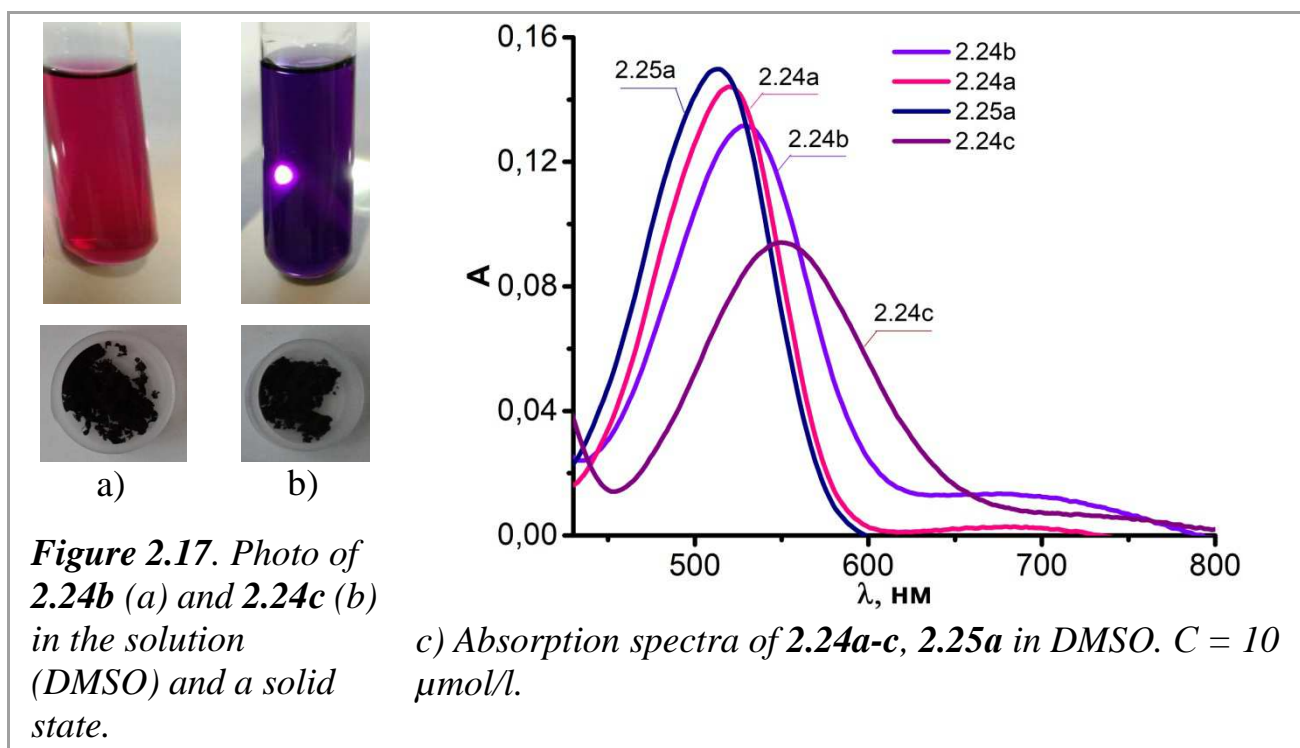 0,16
0,12
0,08
0,04
0,00
A
500
600
700
800
λ, нм
2.25a
2.24a
2.24b
2.24c
2.24b
2.24a
2.25a
2.24c
a)
b)
Figure 2.17. Photo of
2.24b (a) and 2.24c (b)
in the solution
(DMSO) and a solid
state.
c) Absorption spectra of 2.24a-c, 2.25a in DMSO. C = 10
μmol/l.